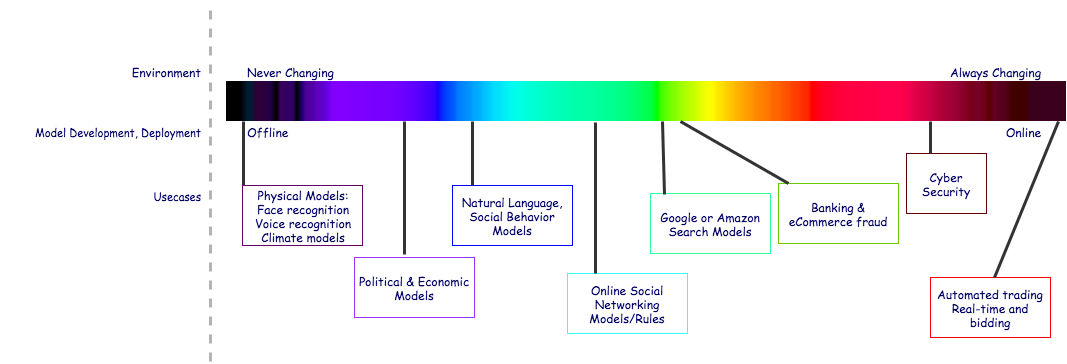 Environment
Never Changing
Always Changing
Model Development, Deployment
Offline
Online
Usecases
Physical Models:
Face recognition
Voice recognition
Climate models
Political & Economic
Models
Natural Language,
Social Behavior
Models
Online Social
Networking
Models/Rules
Google or Amazon
Search Models
Banking &
eCommerce fraud
Cyber
Security
Automated trading
Real-time and
bidding